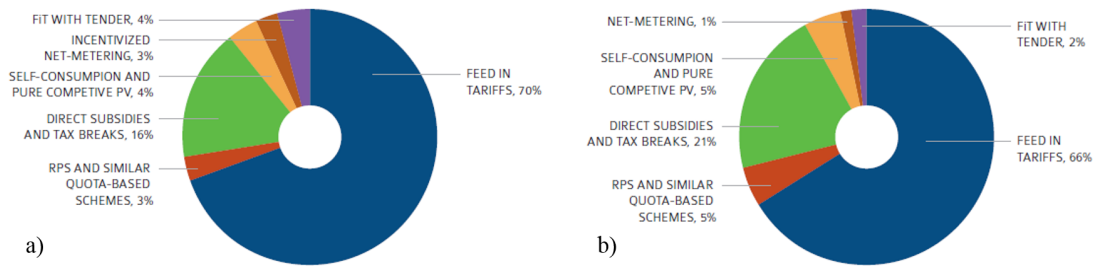 FiT WITH TENDER, 4%
INCENTIVIZED
NET-METERING, 3%
SELF-CONSUMPION AND
PURE COMPETIVE PV, 4%
DIRECT SUBSIDIES
AND TAX BREAKS, 16%
RPS AND SIMILAR
QUOTA-BASED
SCHEMES, 3%
FEED IN
TARIFFS, 70%
a)
NET-METERING, 1%
SELF-CONSUMPION
AND PURE
COMPETIVE PV, 5%
DIRECT SUBSIDIES
AND TAX BREAKS, 21%
RPS AND SIMILAR
QUOTA-BASED
SCHEMES, 5%
FiT WITH
TENDER, 2%
FEED IN
TARIFFS, 66%
b)